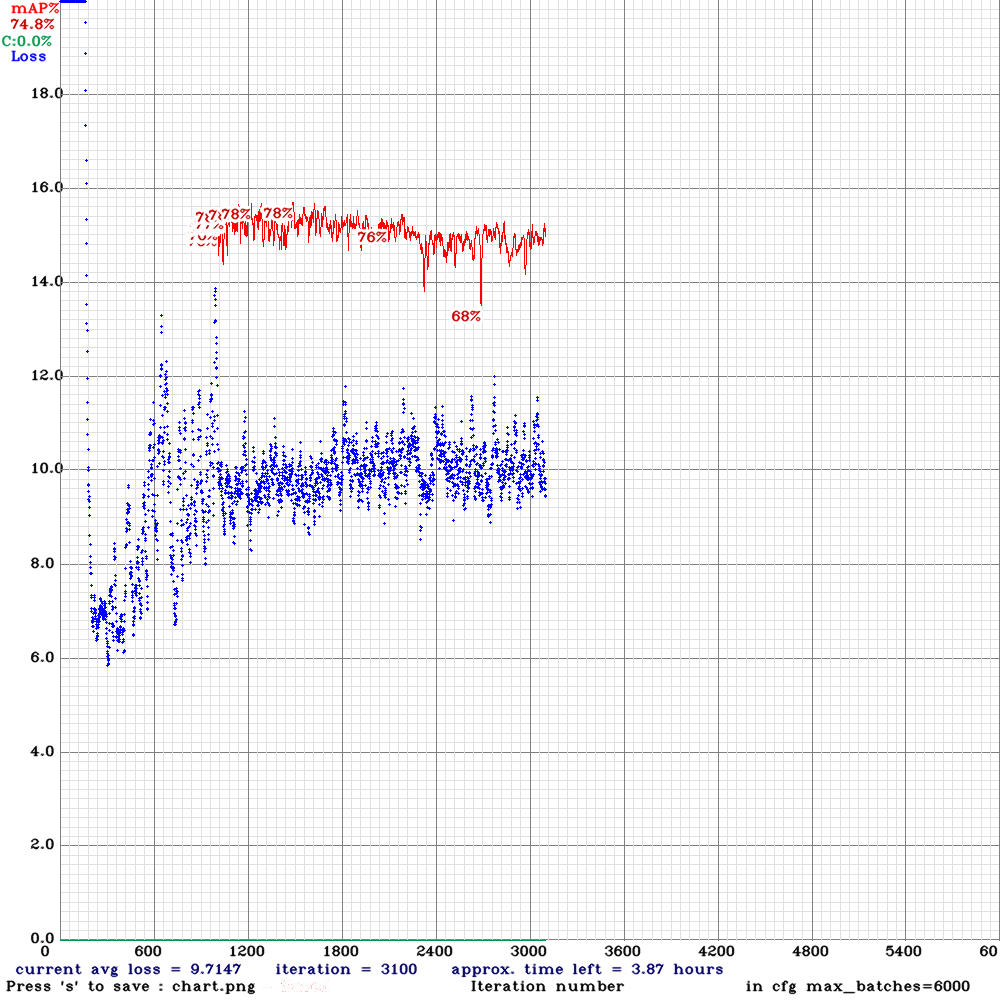 mAP%
74.8%
C:0.0%
Loss
18.0
16.0
78%
78%
76%
14.0
68%
12.0
10.0
8.0
6.0
4.0
2.0
0.0
0 600 1200 1800 2400 3000 3600 4200 4800 5400 60
current avg loss = 9.7147 iteration = 3100 approx. time left = 3.87 hours
Press 's' to save : chart.png Iteration number in cfg max_batches=6000